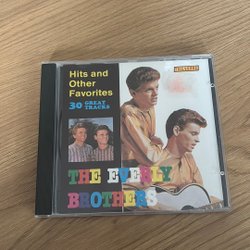 Hits and
Other
Favorites
30 GREAT
TRACKS
THE EVERLY
BROTHERS